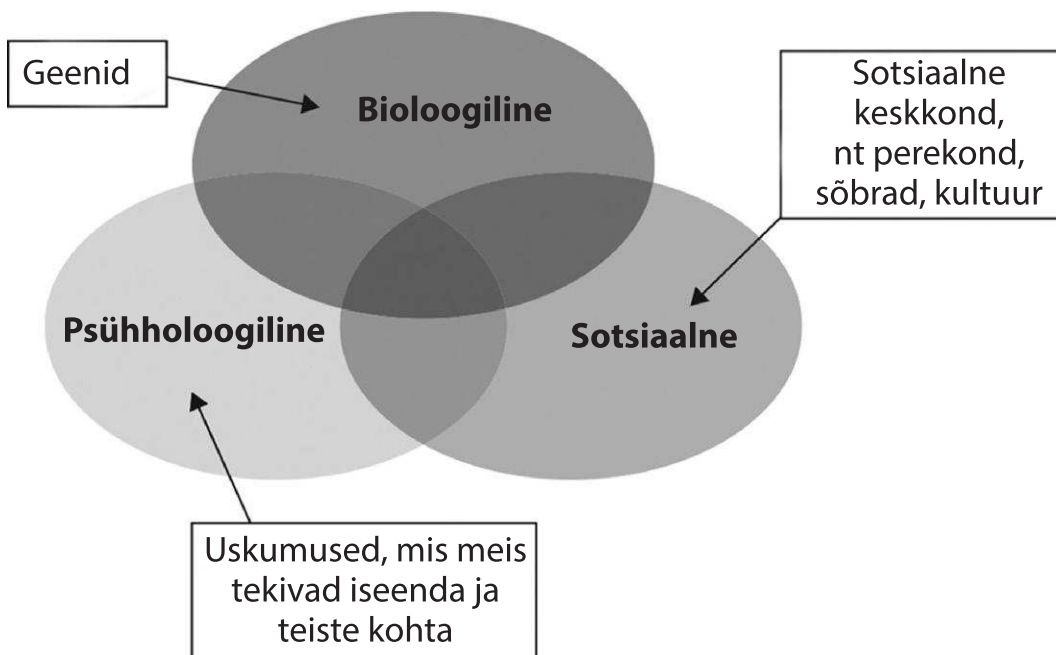 Geenid
Bioloogiline
Sotsiaalne
keskkond,
nt perekond,
sõbrad, kultuur
Psühholoogiline
Sotsiaalne
Uskumused, mis meis
tekivad iseenda ja
teiste kohta